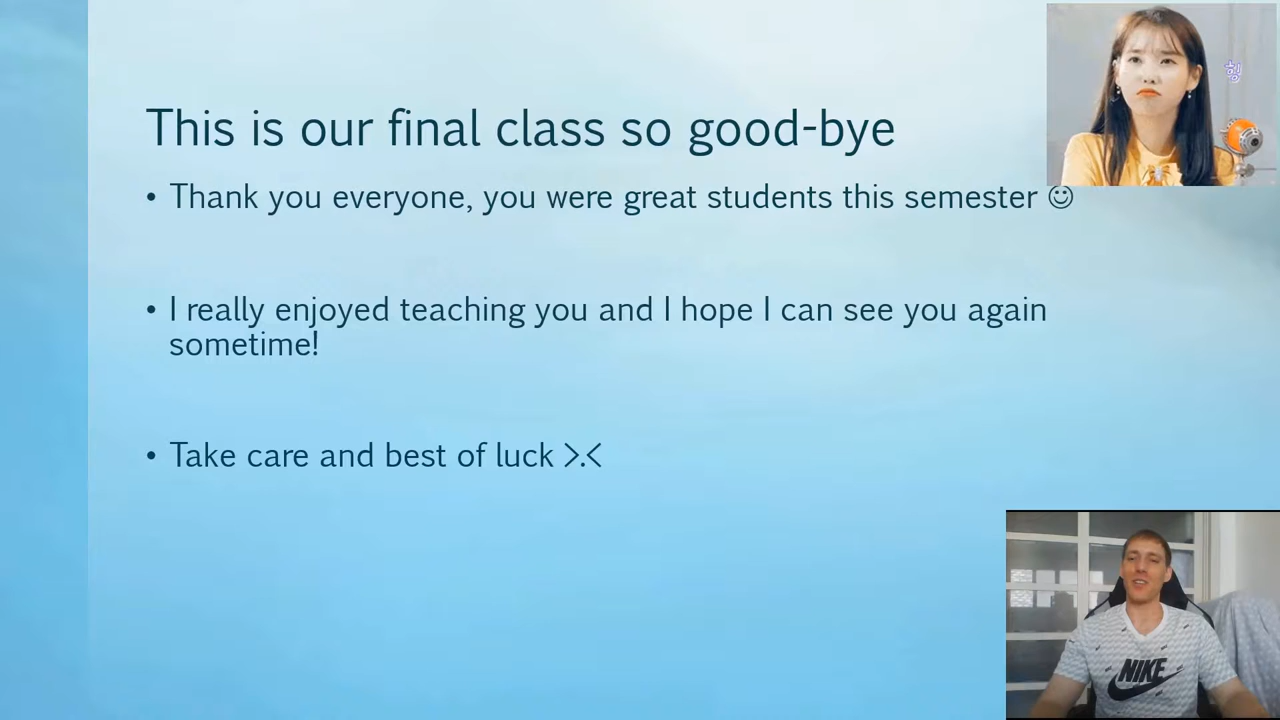 This is our final class so good-bye
• Thank you everyone, you were great students this semester ☺
• I really enjoyed teaching you and I hope I can see you again
sometime!
• Take care and best of luck >.<
힝
NIKE